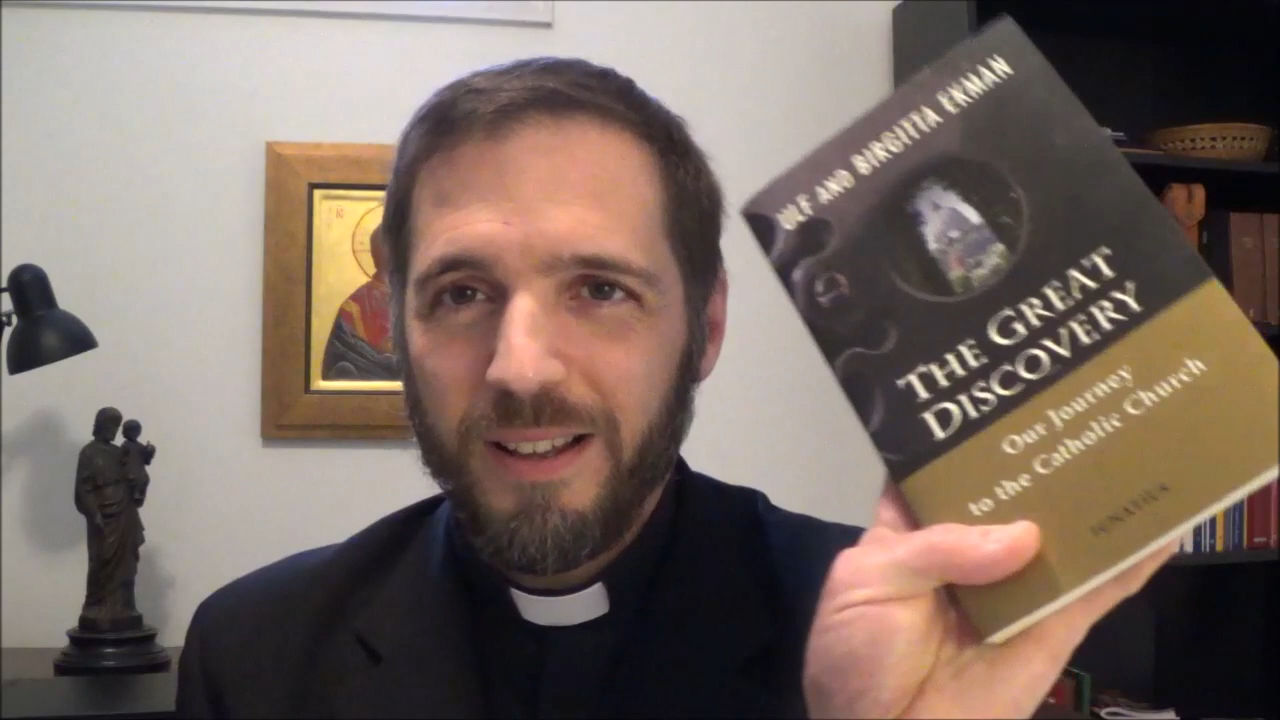 ULF AND BIRGITTA EKMAN
THE GREAT
DISCOVERY
Our Journey
to the Catholic Church
IGNATIUS